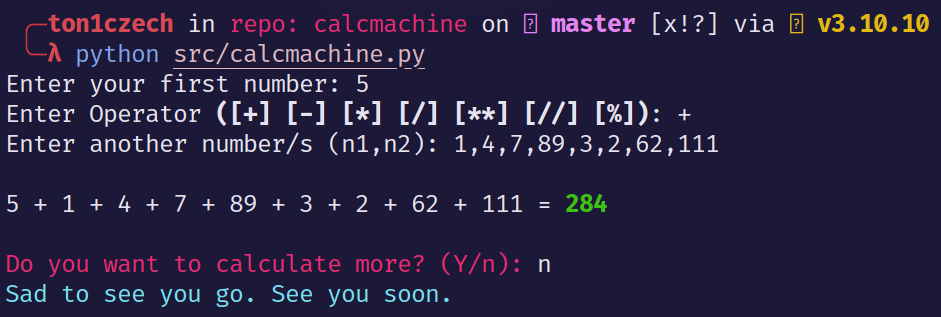 ton1czech in repo: calcmachine on master [x!?] via v3.10.10
λ python src/calcmachine.py
Enter your first number: 5
Enter Operator ([+] [-] [*] [/] [**] [//] [%]): +
Enter another number/s (n1,n2): 1,4,7,89,3,2,62,111
5 + 1 + 4 + 7 + 89 + 3 + 2 + 62 + 111 = 284
Do you want to calculate more? (Y/n): n
Sad to see you go. See you soon.